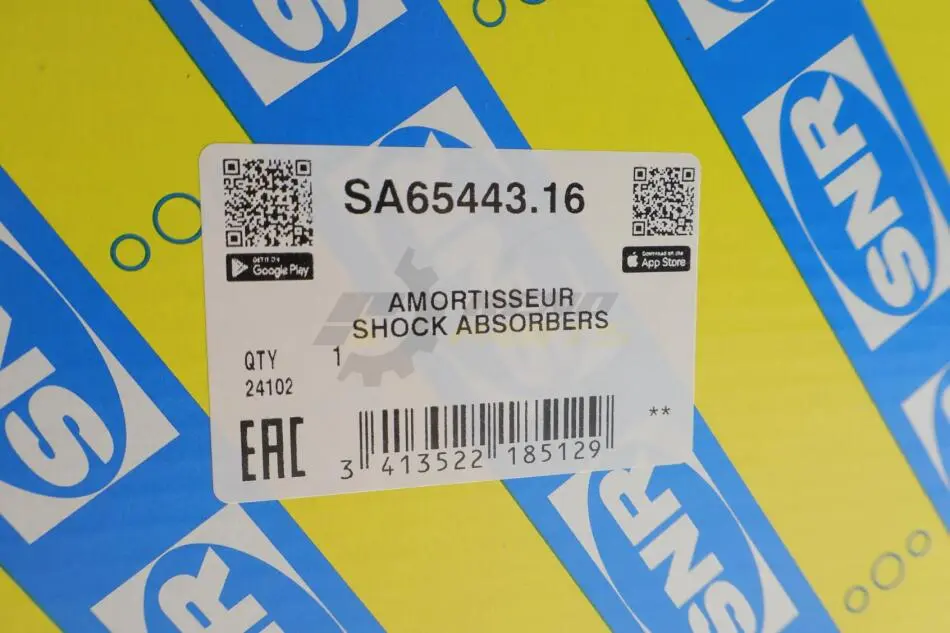 SNR
SNR
SA65443.16
GET IT ON
Google Play
Download on the
App Store
AMORTISSEUR
SHOCK ABSORBERS
QTY 1
24102
EAC
**
3 413522 185129
SNR
SNR
SNR